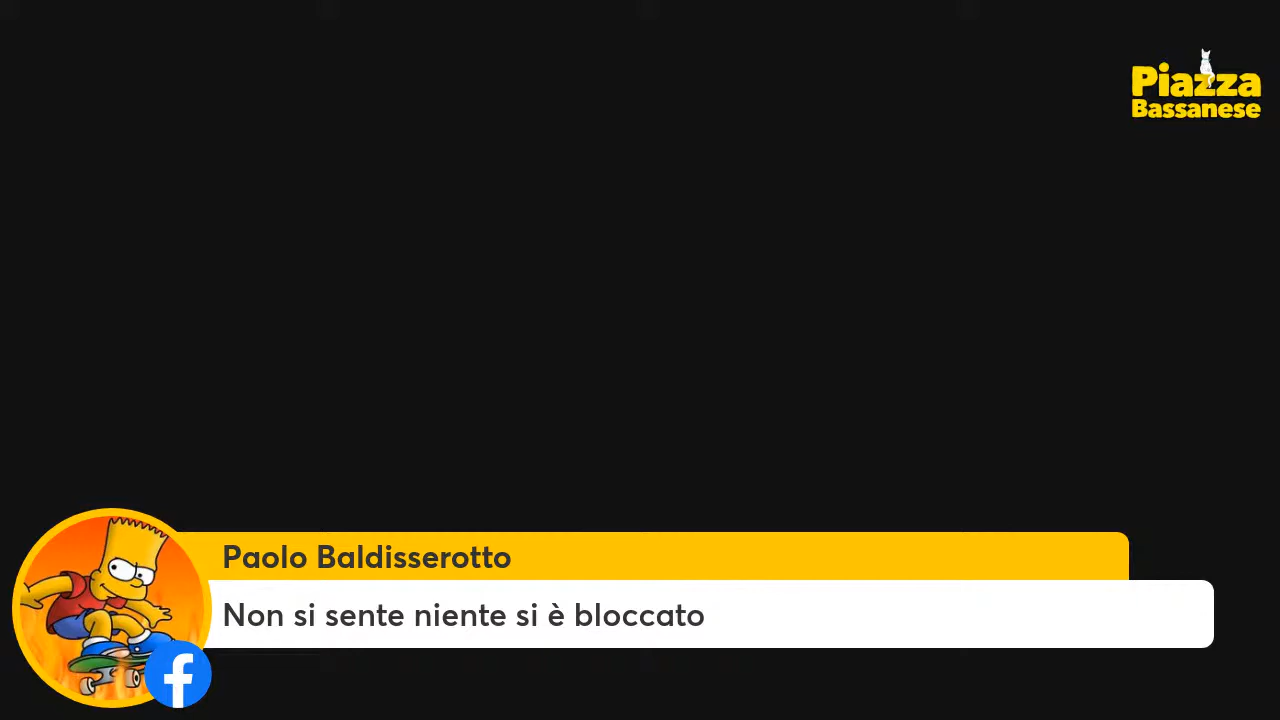 Piazza
Bassanese
Paolo Baldisserotto
Non si sente niente si è bloccato